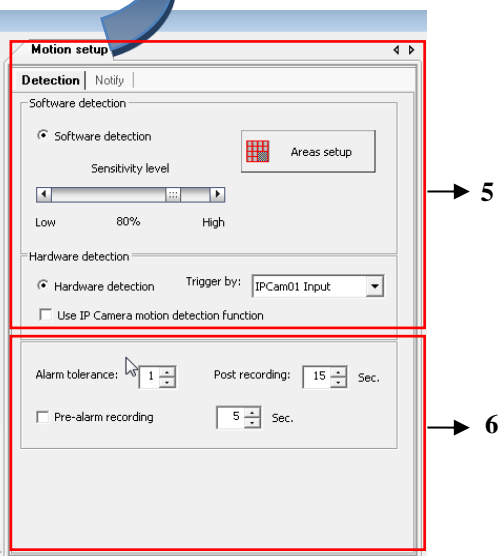 Motion setup
Detection Notify
Software detection
Software detection
Areas setup
Sensitivity level
Low 80% High
5
Hardware detection
Hardware detection Trigger by: IPCam01 Input
Use IP Camera motion detection function
Alarm tolerance: 1 Post recording: 15 Sec.
Pre-alarm recording 5 Sec.
6